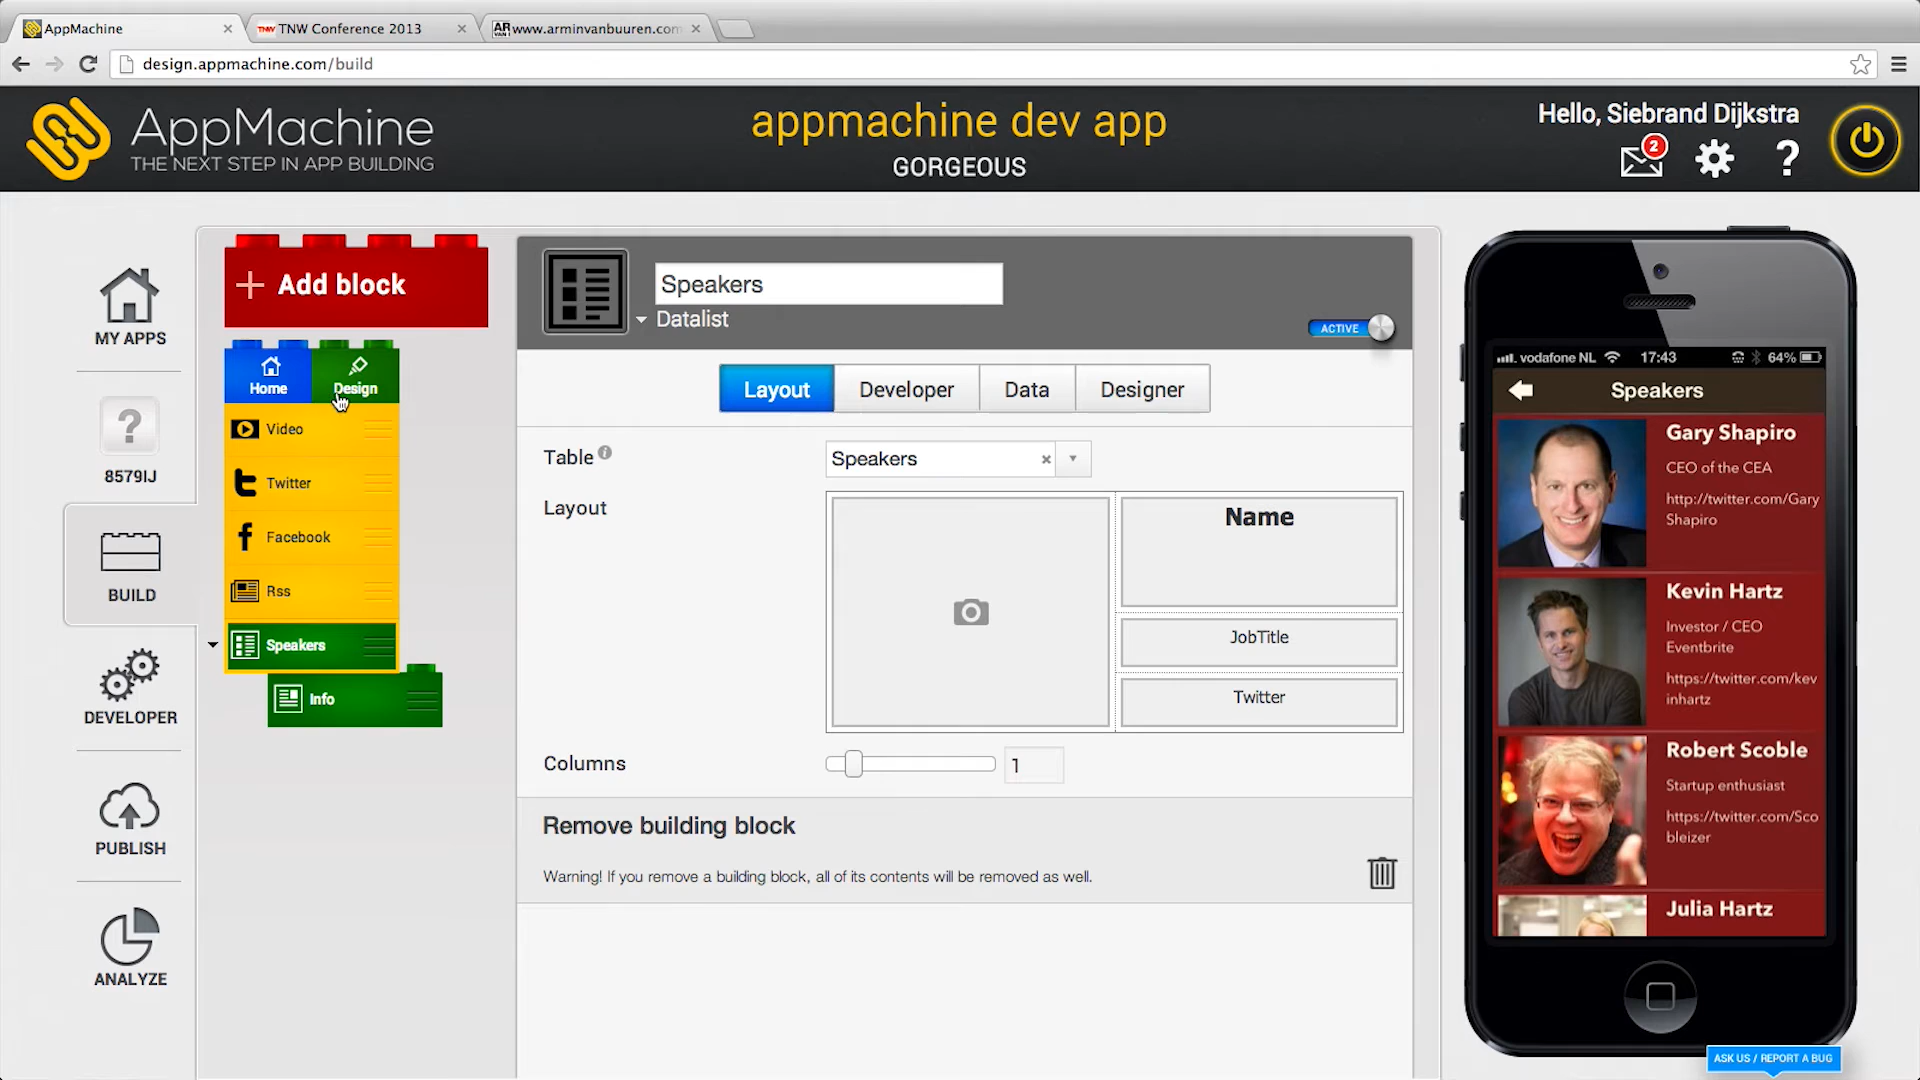 AppMachine
TNW Conference 2013
www.arminvanbuuren.com
design.appmachine.com/build
AppMachine
THE NEXT STEP IN APP BUILDING
appmachine dev app
GORGEOUS
Hello, Siebrand Dijkstra
2
?
MY APPS
?
8579IJ
BUILD
DEVELOPER
PUBLISH
ANALYZE
+ Add block
Home
Design
Video
Twitter
Facebook
Rss
Speakers
Info
Speakers
Datalist
ACTIVE
Layout
Developer
Data
Designer
Table
Speakers
Layout
Name
JobTitle
Twitter
Columns
1
Remove building block
Warning! If you remove a building block, all of its contents will be removed as well.
vodafone NL
17:43
64%
Speakers
Gary Shapiro
CEO of the CEA
http://twitter.com/Gary
Shapiro
Kevin Hartz
Investor / CEO
Eventbrite
https://twitter.com/kev
inhartz
Robert Scoble
Startup enthusiast
https://twitter.com/Sco
bleizer
Julia Hartz
ASK US / REPORT A BUG